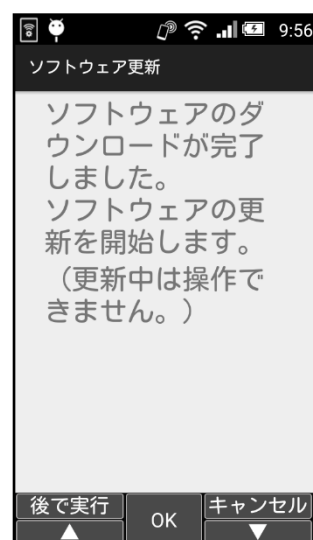 9:56
ソフトウェア更新
ソフトウェアのダ
ウンロードが完了
しました。
ソフトウェアの更
新を開始します。
（更新中は操作で
きません。）
後で実行
OK
キャンセル